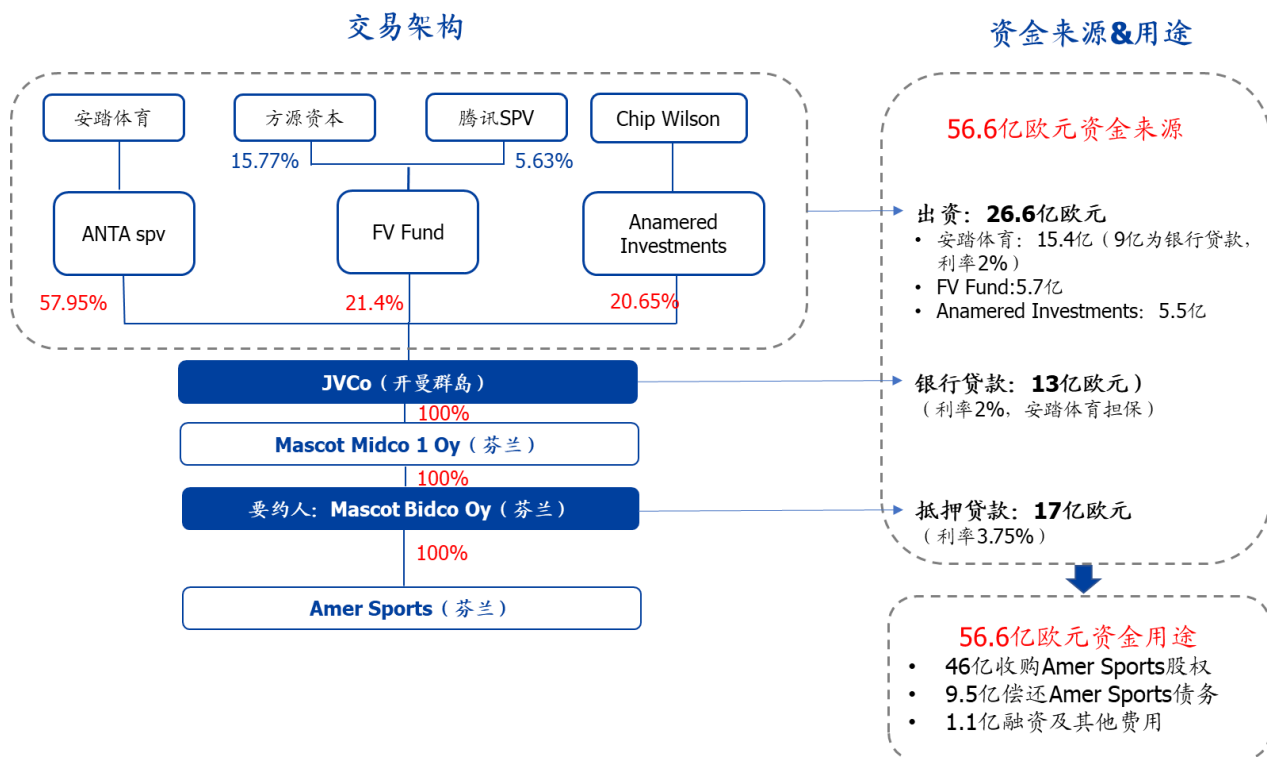 交易架构
资金来源&用途
安踏体育
方源资本
腾讯SPV
Chip Wilson
15.77%
5.63%
ANTA spv
FV Fund
Anamered
Investments
57.95%
21.4%
20.65%
JVCo（开曼群岛）
100%
Mascot Midco 1 Oy（芬兰）
100%
要约人：Mascot Bidco Oy（芬兰）
100%
Amer Sports（芬兰）
56.6亿欧元资金来源
出资：26.6亿欧元
• 安踏体育：15.4亿（9亿为银行贷款，
利率2%）
• FV Fund:5.7亿
• Anamered Investments：5.5亿
银行贷款：13亿欧元）
（利率2%，安踏体育担保）
抵押贷款：17亿欧元
（利率3.75%）
56.6亿欧元资金用途
• 46亿收购Amer Sports股权
• 9.5亿偿还Amer Sports债务
• 1.1亿融资及其他费用